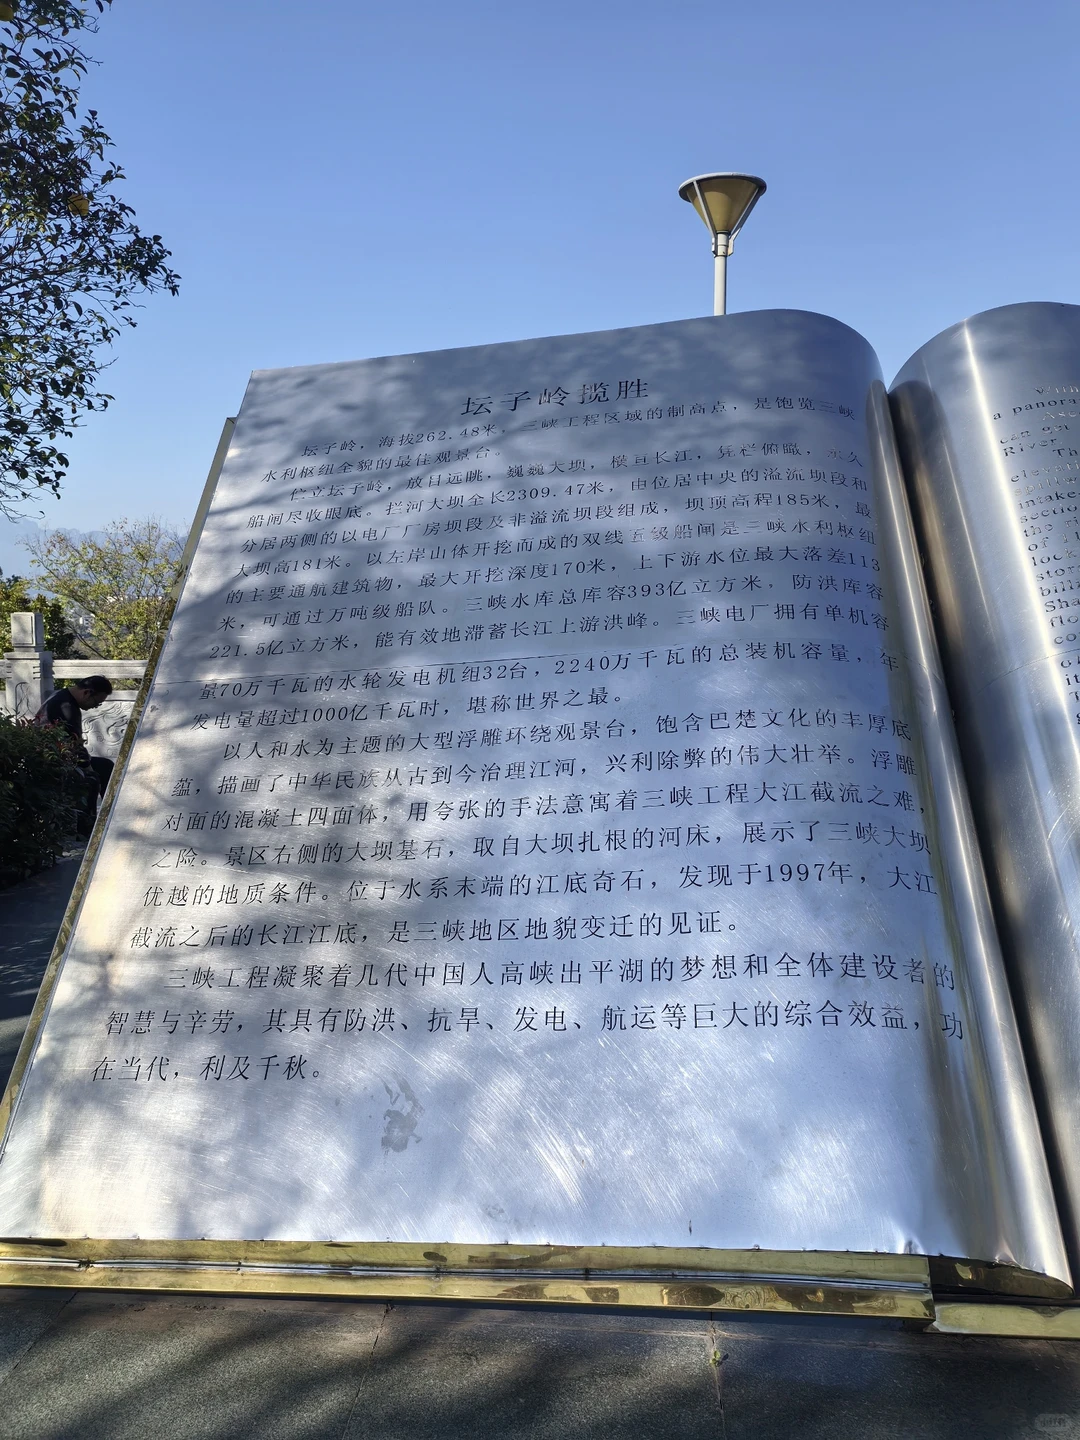 坛子岭揽胜
坛子岭，海拔262.48米，三峡工程区域的制高点，是饱览三峡
水利枢纽全貌的最佳观景台。
伫立坛子岭，放目远眺，巍巍大坝，横亘长江，凭栏俯瞰，永久
船闸尽收眼底。拦河大坝全长2309.47米，由位居中央的溢流坝段和
分居两侧的以电厂厂房坝段及非溢流坝段组成，坝顶高程185米，最
大坝高181米。以左岸山体开挖而成的双线五级船闸是三峡水利枢纽
的主要通航建筑物，最大开挖深度170米，上下游水位最大落差113
米，可通过万吨级船队。三峡水库总库容393亿立方米，防洪库容
221.5亿立方米，能有效地滞蓄长江上游洪峰。三峡电厂拥有单机容
量70万千瓦的水轮发电机组32台，2240万千瓦的总装机容量，年
发电量超过1000亿千瓦时，堪称世界之最。
以人和水为主题的大型浮雕环绕观景台，饱含巴楚文化的丰厚底
蕴，描画了中华民族从古到今治理江河，兴利除弊的伟大壮举。浮雕
对面的混凝土四面体，用夸张的手法意寓着三峡工程大江截流之难，
之险。景区右侧的大坝基石，取自大坝扎根的河床，展示了三峡大坝
优越的地质条件。位于水系末端的江底奇石，发现于1997年，大江
截流之后的长江江底，是三峡地区地貌变迁的见证。
三峡工程凝聚着几代中国人高峡出平湖的梦想和全体建设者的
智慧与辛劳，其具有防洪、抗旱、发电、航运等巨大的综合效益，功
在当代，利及千秋。
a panora
can get
River. Th